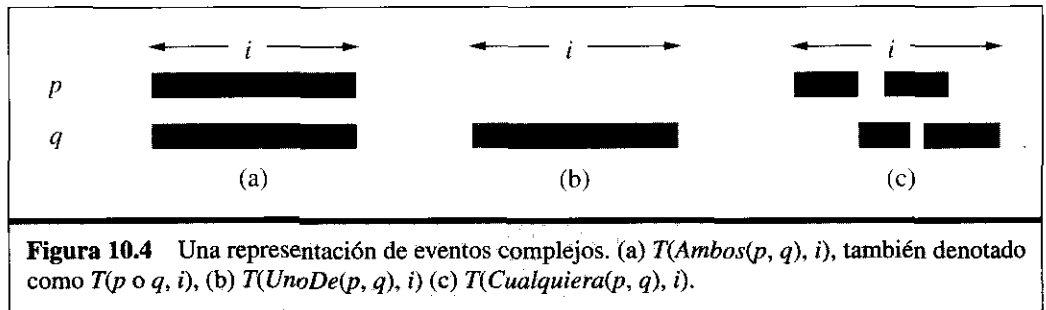 i i i
p
q
(a) (b) (c)
Figura 10.4 Una representación de eventos complejos. (a) T(Ambos(p, q), i), también denotado
como T(p o q, i), (b) T(UnoDe(p, q), i) (c) T(Cualquiera(p, q), i).